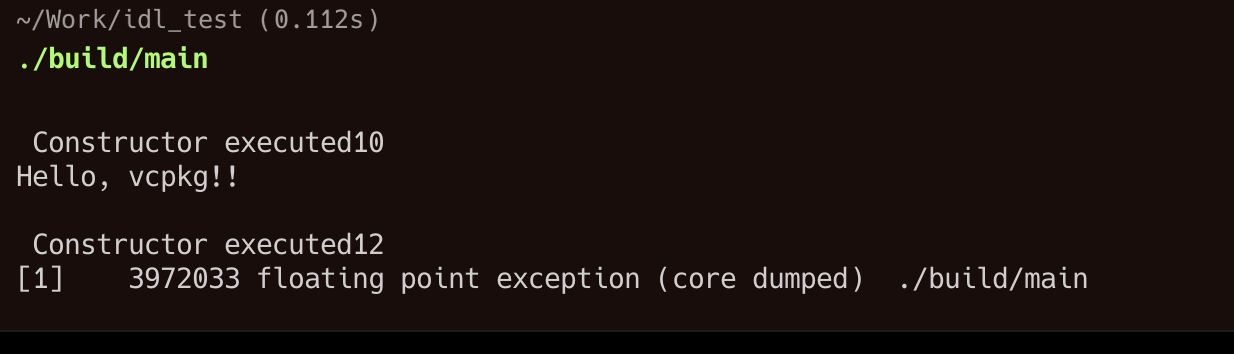 ~/Work/idl_test (0.112s)
./build/main
Constructor executed10
Hello, vcpkg!!
Constructor executed12
[1]    3972033 floating point exception (core dumped)  ./build/main